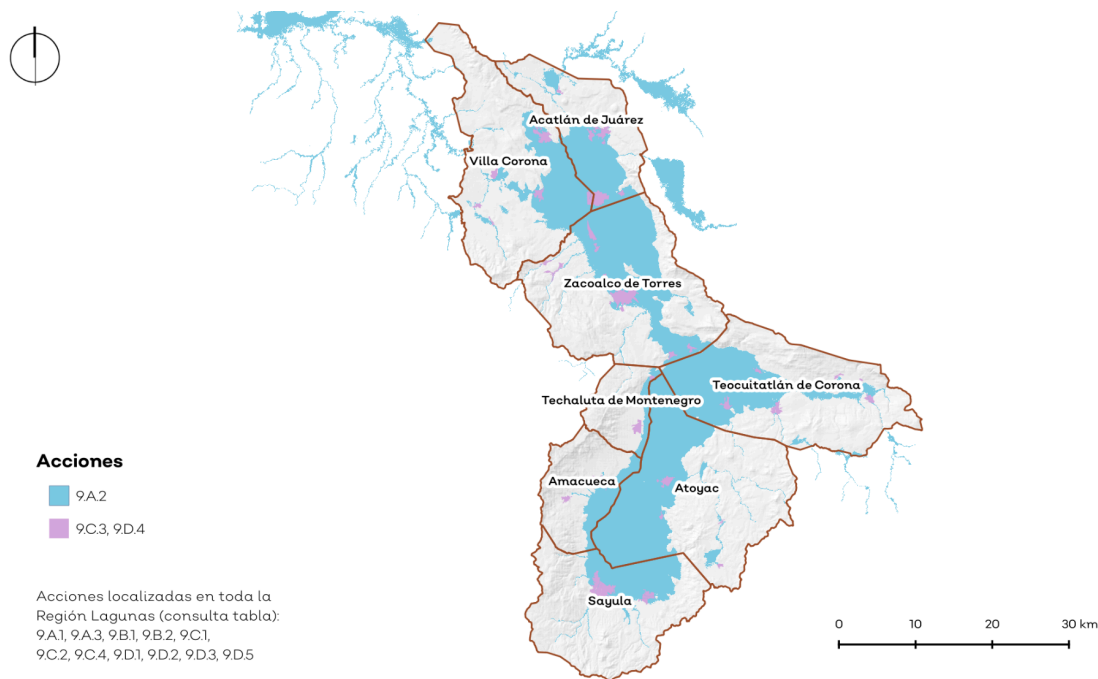 Acatlán de Juárez
Villa Corona
Zacoalco de Torres
Teocuitatlán de Corona
Techaluta de Montenegro
Amacueca
Atoyac
Sayula
Acciones
9.A.2
9.C.3, 9.D.4
Acciones localizadas en toda la
Región Lagunas (consulta tabla):
9.A.1, 9.A.3, 9.B.1, 9.B.2, 9.C.1,
9.C.2, 9.C.4, 9.D.1, 9.D.2, 9.D.3, 9.D.5
0 10 20 30 km